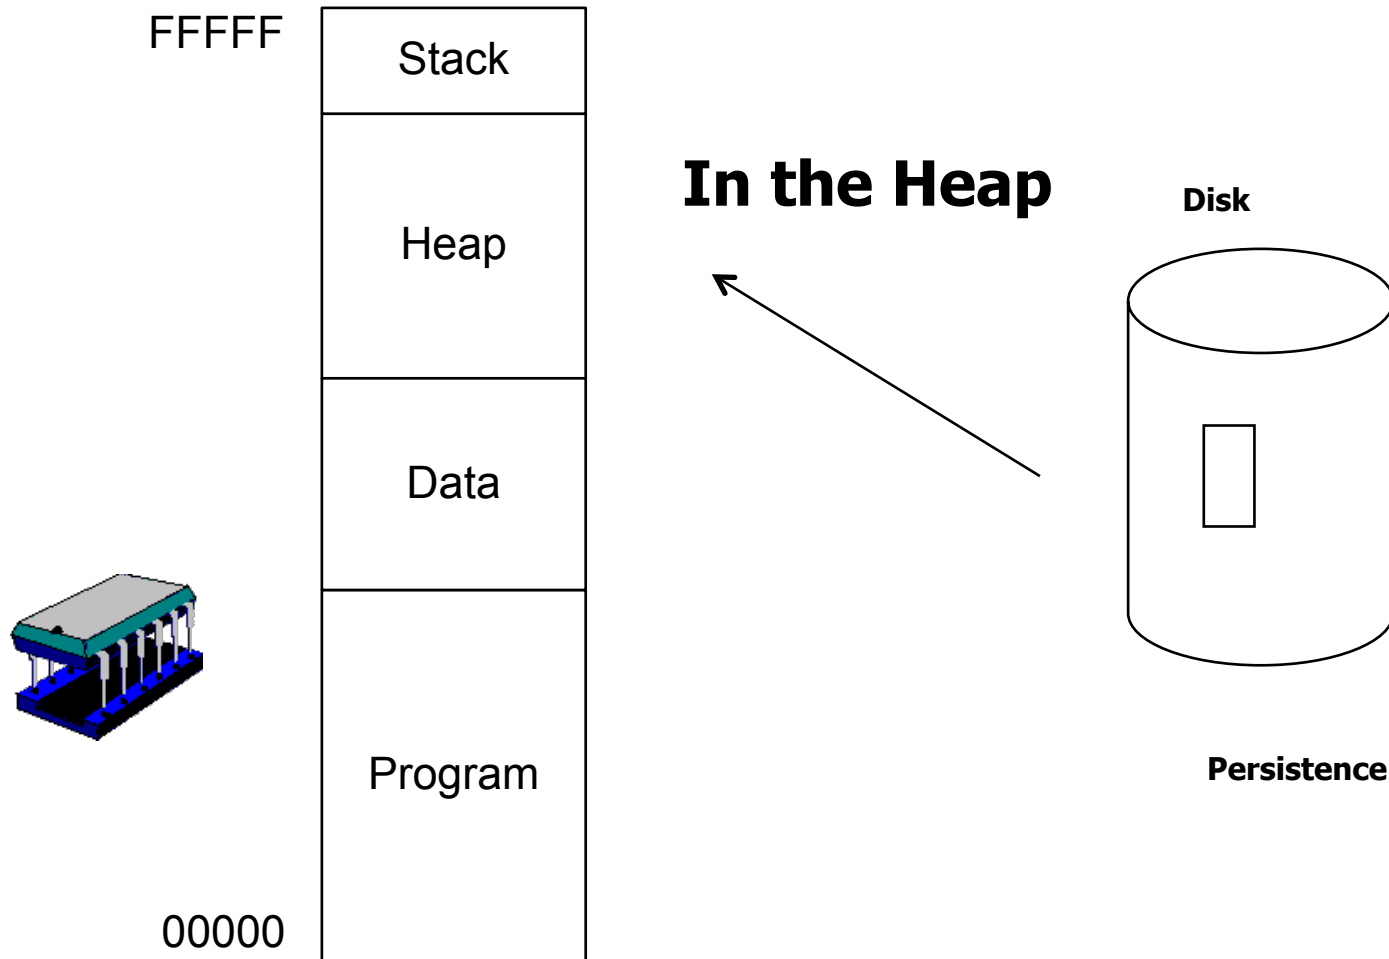 FFFFF
Stack
In the Heap
Disk
Heap
Data
Program
Persistence
00000